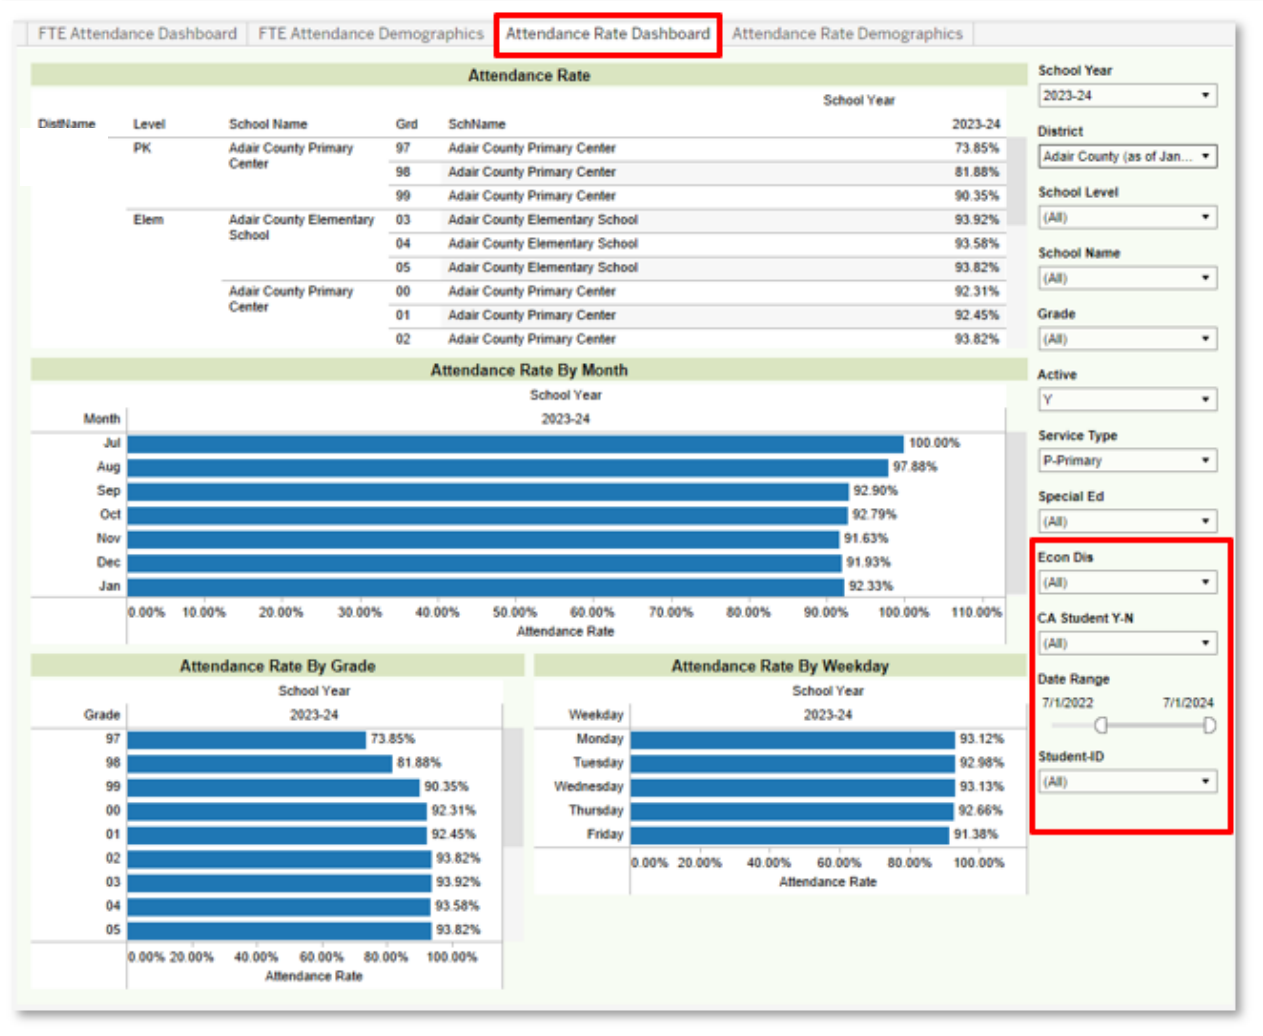 FTE Attendance Dashboard FTE Attendance Demographics Attendance Rate Dashboard Attendance Rate Demographics
Attendance Rate
School Year
DistName Level School Name Grd SchName 2023-24
PK Adair County Primary Center 97 Adair County Primary Center 73.85%
98 Adair County Primary Center 81.88%
99 Adair County Primary Center 90.35%
Elem Adair County Elementary School 03 Adair County Elementary School 93.92%
04 Adair County Elementary School 93.58%
05 Adair County Elementary School 93.82%
Adair County Primary Center 00 Adair County Primary Center 92.31%
01 Adair County Primary Center 92.45%
02 Adair County Primary Center 93.82%
Attendance Rate By Month
School Year
Month 2023-24
Jul 100.00%
Aug 97.88%
Sep 92.90%
Oct 92.79%
Nov 91.63%
Dec 91.93%
Jan 92.33%
0.00% 10.00% 20.00% 30.00% 40.00% 50.00% 60.00% 70.00% 80.00% 90.00% 100.00% 110.00%
Attendance Rate
Attendance Rate By Grade
School Year
Grade 2023-24
97 73.85%
98 81.88%
99 90.35%
00 92.31%
01 92.45%
02 93.82%
03 93.92%
04 93.58%
05 93.82%
0.00% 20.00% 40.00% 60.00% 80.00% 100.00%
Attendance Rate
Attendance Rate By Weekday
School Year
Weekday 2023-24
Monday 93.12%
Tuesday 92.98%
Wednesday 93.13%
Thursday 92.66%
Friday 91.38%
0.00% 20.00% 40.00% 60.00% 80.00% 100.00%
Attendance Rate
School Year
2023-24
District
Adair County (as of Jan...
School Level
(All)
School Name
(All)
Grade
(All)
Active
Y
Service Type
P-Primary
Special Ed
(All)
Econ Dis
(All)
CA Student Y-N
(All)
Date Range
7/1/2022 7/1/2024
Student-ID
(All)